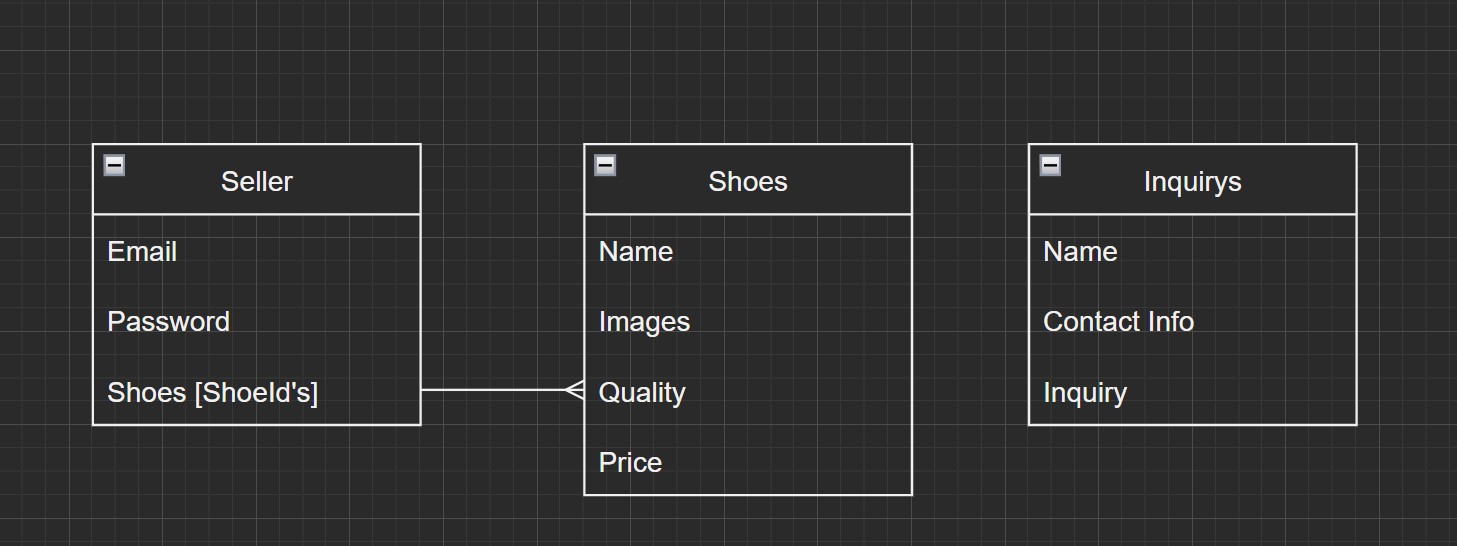 Seller
Email
Password
Shoes [ShoeId's]
Shoes
Name
Images
Quality
Price
Inquirys
Name
Contact Info
Inquiry